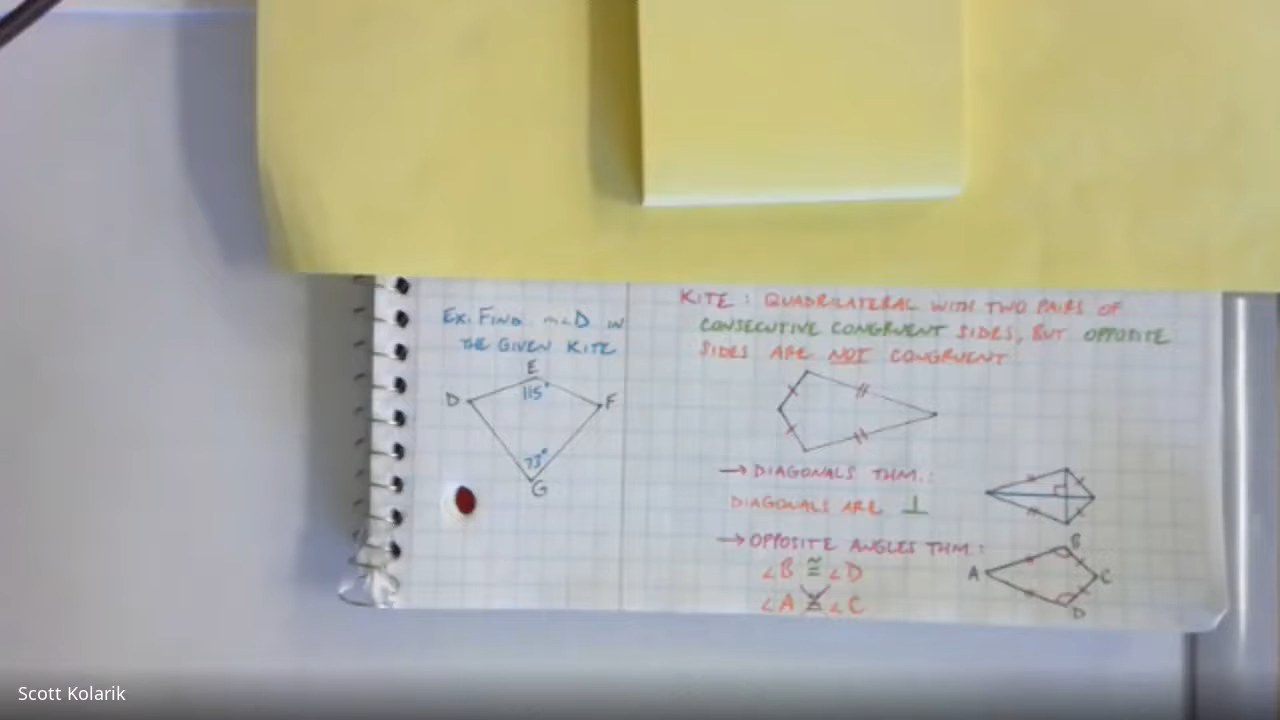 Ex. FIND m∠D IN
THE GIVEN KITE
E
D
115°
F
73°
G
KITE : QUADRILATERAL WITH TWO PAIRS OF
CONSECUTIVE CONGRUENT SIDES, BUT OPPOSITE
SIDES ARE NOT CONGRUENT
→ DIAGONALS THM.:
DIAGONALS ARE ⊥
→ OPPOSITE ANGLES THM.:
∠B ≅ ∠D
∠A ≇ ∠C
B
A
C
D
Scott Kolarik